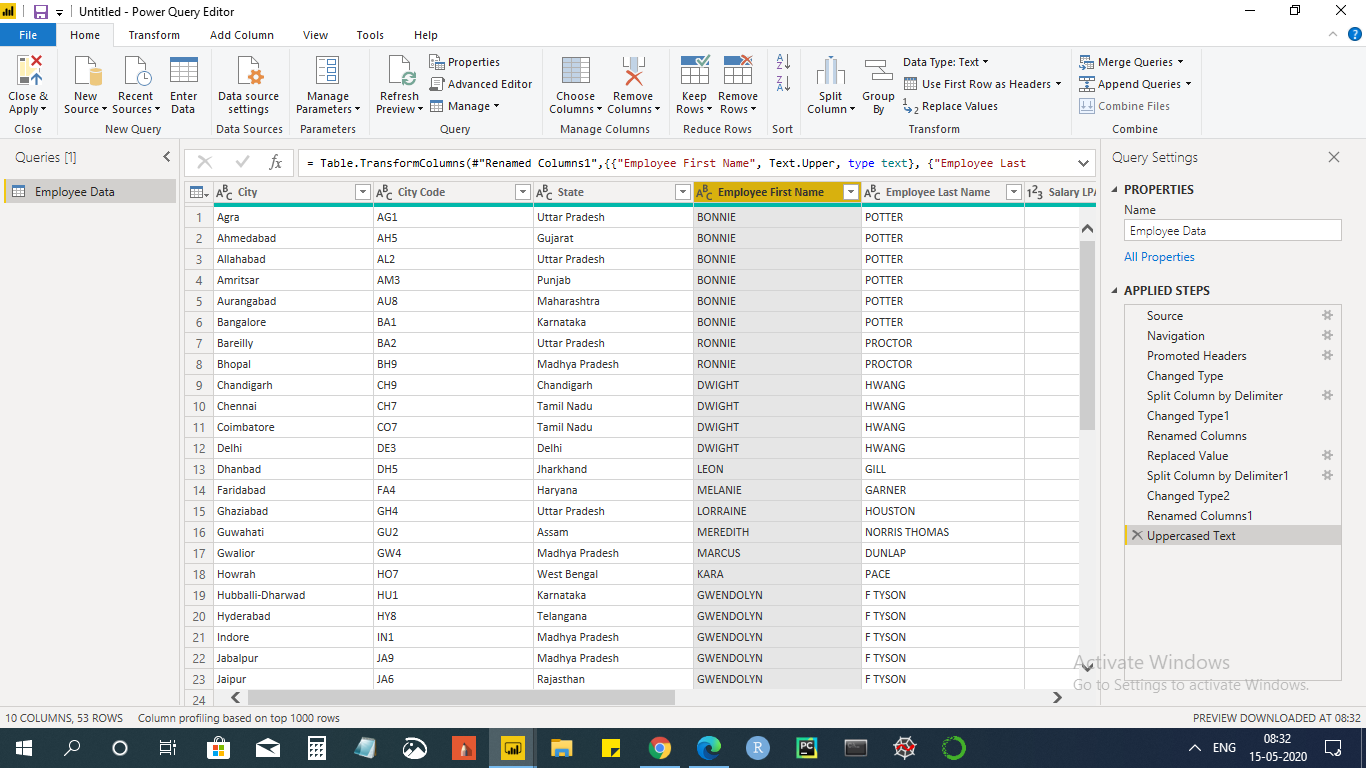 Untitled - Power Query Editor
File Home Transform Add Column View Tools Help
Close & Apply
New Source
Recent Sources
Enter Data
Data source settings
Manage Parameters
Refresh Preview
Properties
Advanced Editor
Manage
Choose Columns
Remove Columns
Keep Rows
Remove Rows
A Z
Z A
Split Column
Group By
Data Type: Text
Use First Row as Headers
1 2 Replace Values
Merge Queries
Append Queries
Combine Files
Close New Query Data Sources Parameters Query Manage Columns Reduce Rows Sort Transform Combine
Queries [1]
Employee Data
fx = Table.TransformColumns(#"Renamed Columns1",{{"Employee First Name", Text.Upper, type text}, {"Employee Last
ABC City ABC City Code ABC State ABC Employee First Name ABC Employee Last Name 123 Salary LPA
1 Agra AG1 Uttar Pradesh BONNIE POTTER
2 Ahmedabad AH5 Gujarat BONNIE POTTER
3 Allahabad AL2 Uttar Pradesh BONNIE POTTER
4 Amritsar AM3 Punjab BONNIE POTTER
5 Aurangabad AU8 Maharashtra BONNIE POTTER
6 Bangalore BA1 Karnataka BONNIE POTTER
7 Bareilly BA2 Uttar Pradesh RONNIE PROCTOR
8 Bhopal BH9 Madhya Pradesh RONNIE PROCTOR
9 Chandigarh CH9 Chandigarh DWIGHT HWANG
10 Chennai CH7 Tamil Nadu DWIGHT HWANG
11 Coimbatore CO7 Tamil Nadu DWIGHT HWANG
12 Delhi DE3 Delhi DWIGHT HWANG
13 Dhanbad DH5 Jharkhand LEON GILL
14 Faridabad FA4 Haryana MELANIE GARNER
15 Ghaziabad GH4 Uttar Pradesh LORRAINE HOUSTON
16 Guwahati GU2 Assam MEREDITH NORRIS THOMAS
17 Gwalior GW4 Madhya Pradesh MARCUS DUNLAP
18 Howrah HO7 West Bengal KARA PACE
19 Hubballi-Dharwad HU1 Karnataka GWENDOLYN F TYSON
20 Hyderabad HY8 Telangana GWENDOLYN F TYSON
21 Indore IN1 Madhya Pradesh GWENDOLYN F TYSON
22 Jabalpur JA9 Madhya Pradesh GWENDOLYN F TYSON
23 Jaipur JA6 Rajasthan GWENDOLYN F TYSON
24
Query Settings
PROPERTIES
Name
Employee Data
All Properties
APPLIED STEPS
Source
Navigation
Promoted Headers
Changed Type
Split Column by Delimiter
Changed Type1
Renamed Columns
Replaced Value
Split Column by Delimiter1
Changed Type2
Renamed Columns1
Uppercased Text
Activate Windows
Go to Settings to activate Windows.
10 COLUMNS, 53 ROWS Column profiling based on top 1000 rows PREVIEW DOWNLOADED AT 08:32
R PC ENG 08:32
15-05-2020